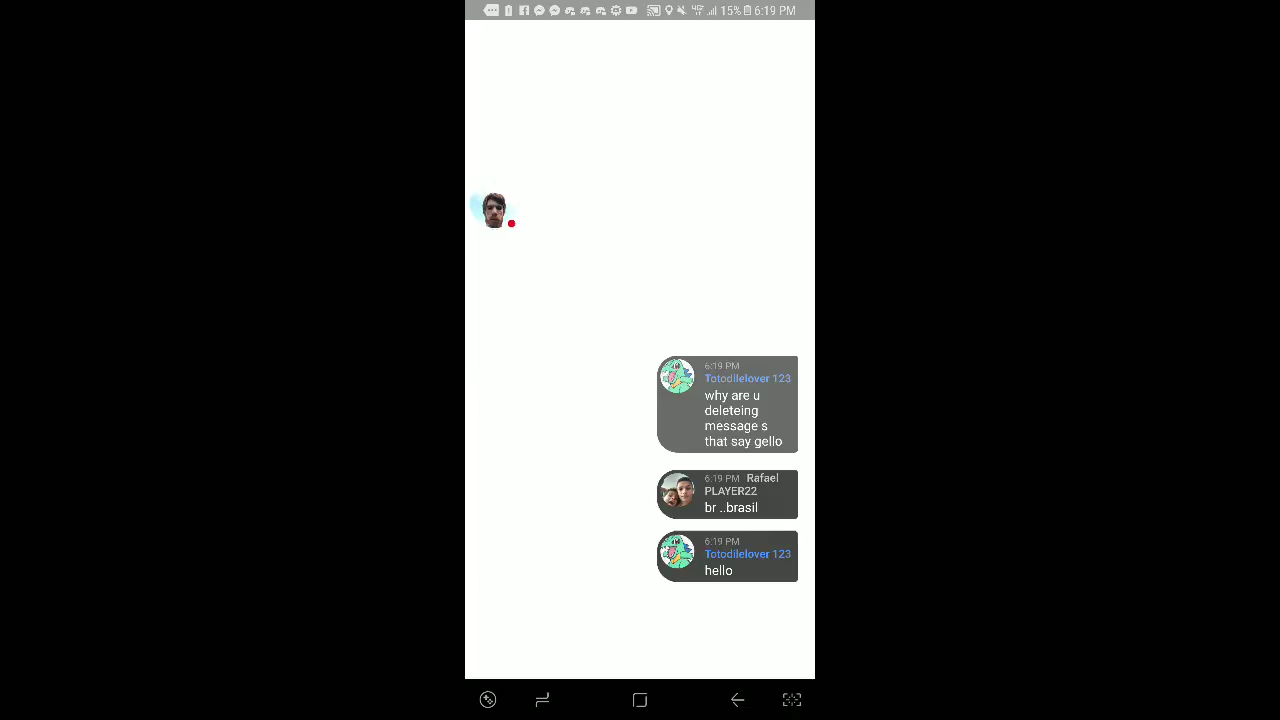 15% 6:19 PM
6:19 PM
Totodilelover 123
why are u
deleteing
message s
that say gello
6:19 PM Rafael
PLAYER22
br ..brasil
6:19 PM
Totodilelover 123
hello